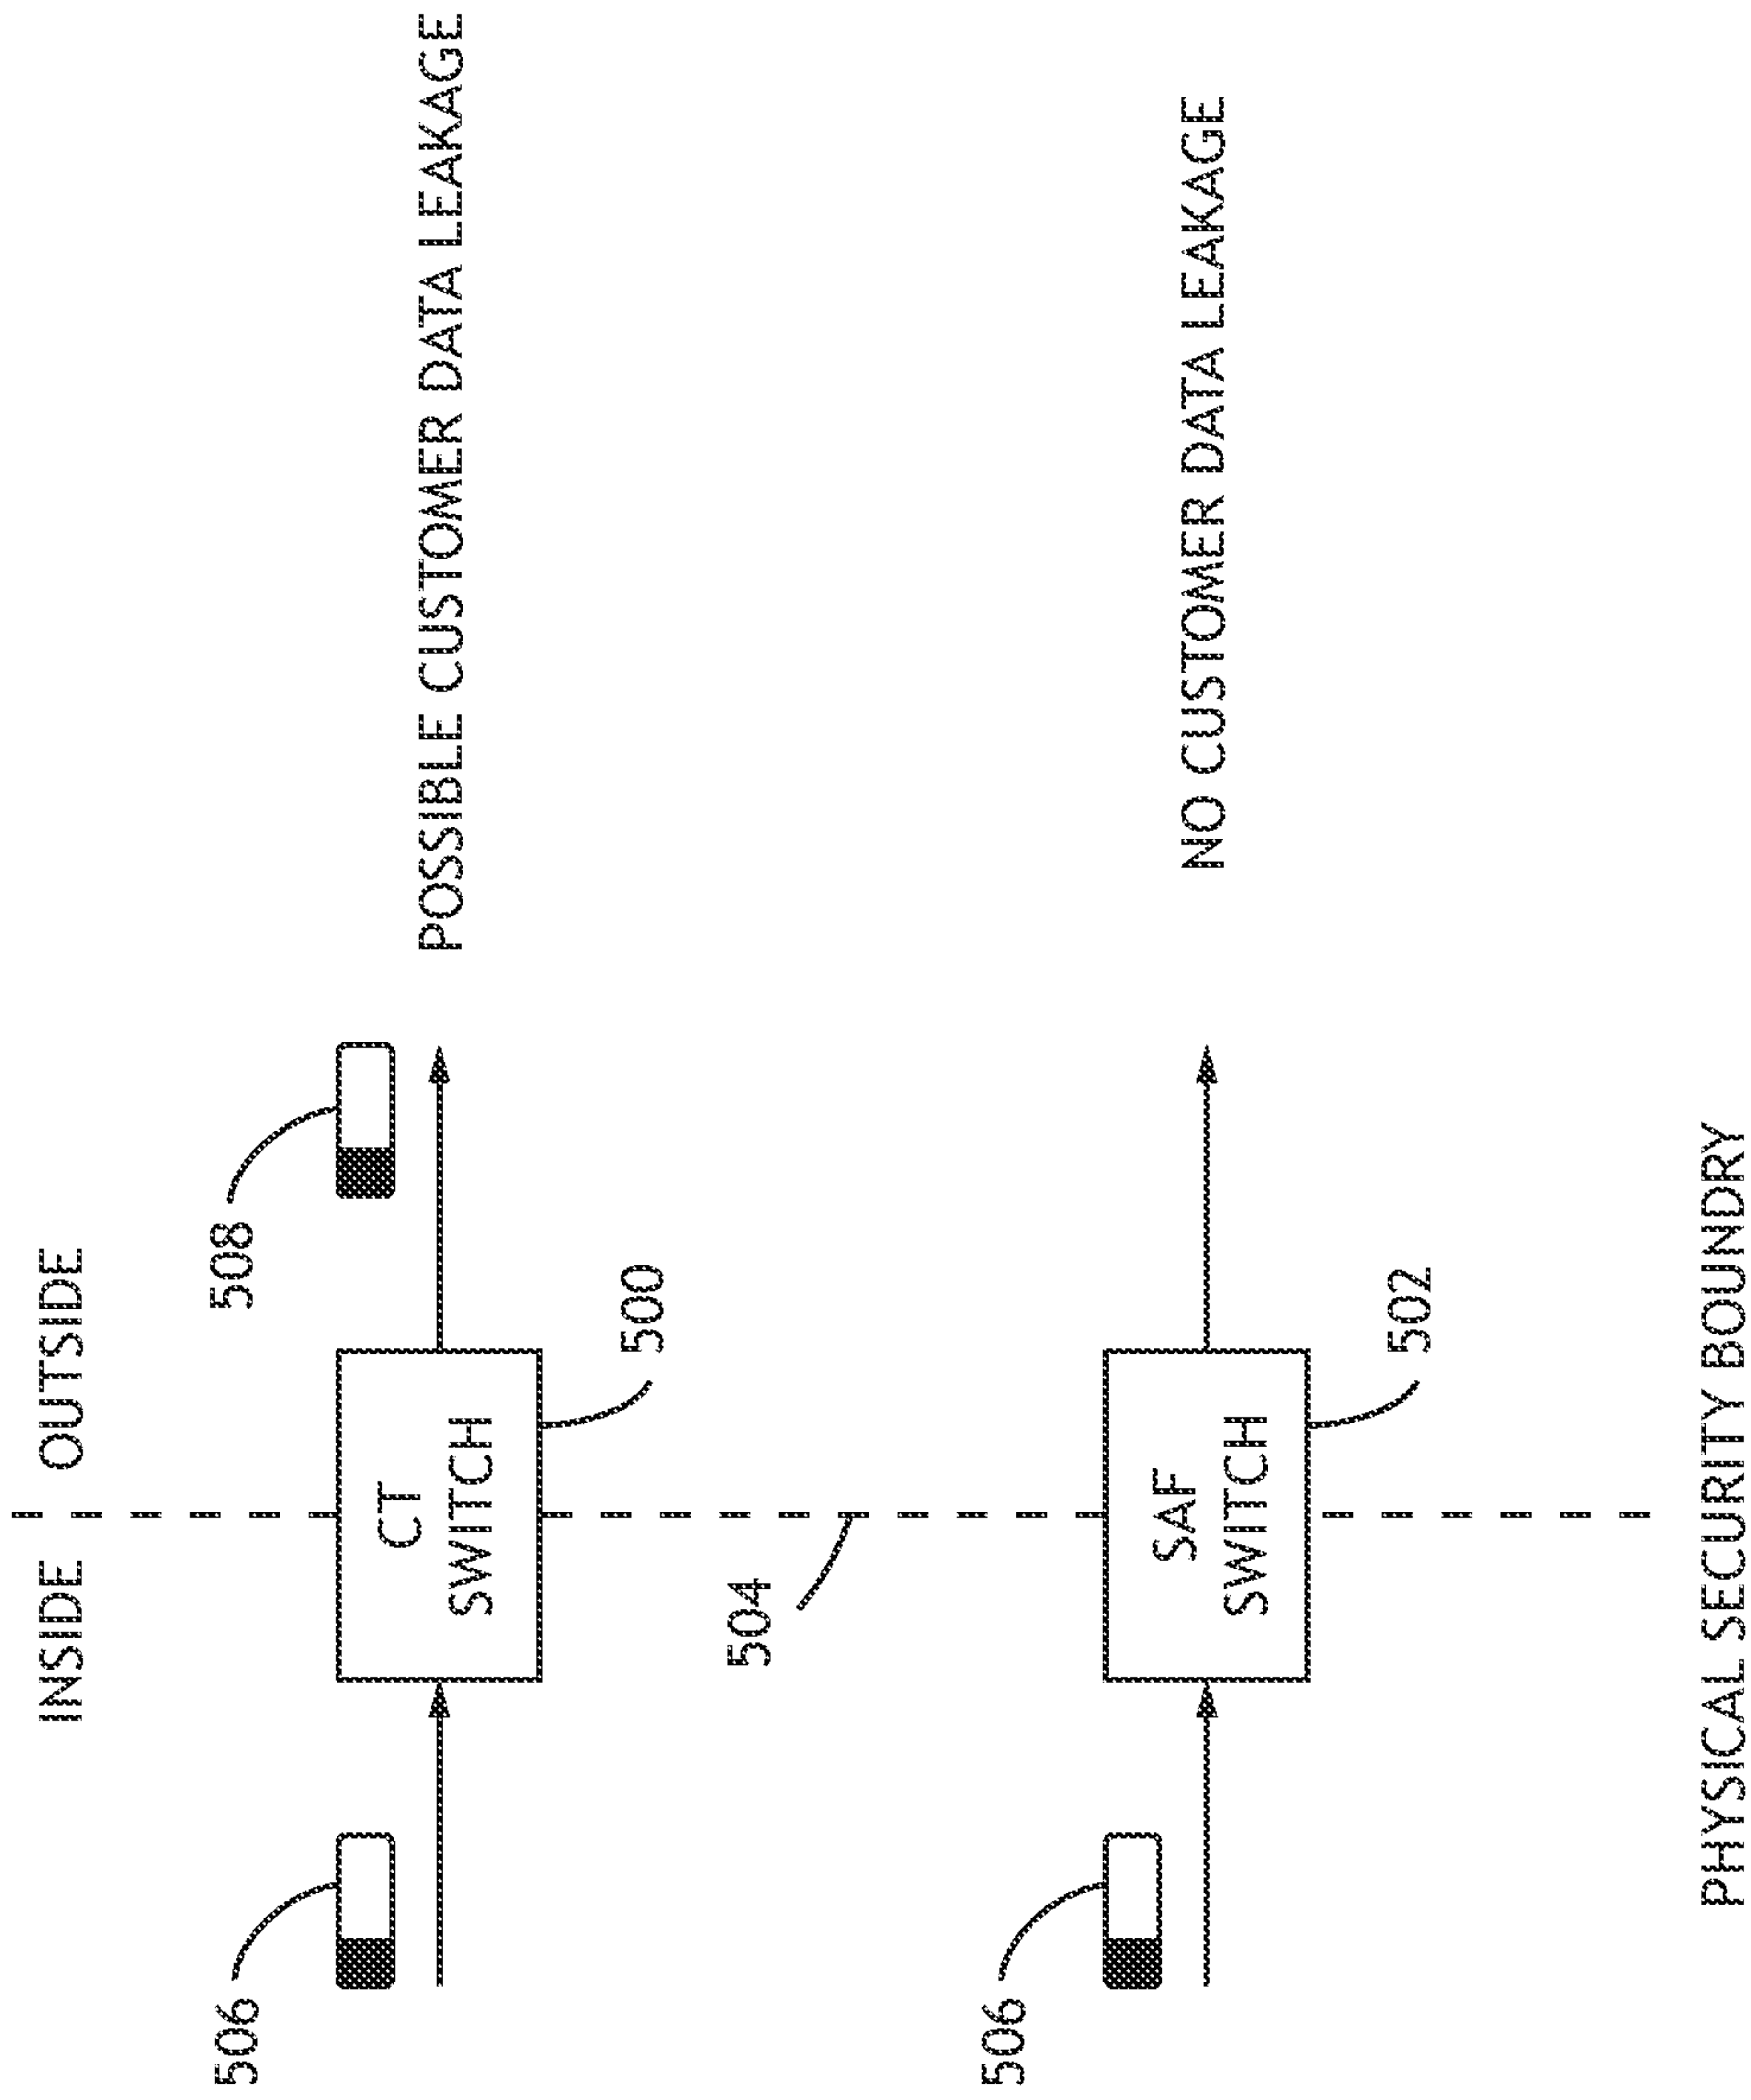 INSIDE
OUTSIDE
506
508
CT
SWITCH
500
POSSIBLE CUSTOMER DATA LEAKAGE
504
506
SAF
SWITCH
502
NO CUSTOMER DATA LEAKAGE
PHYSICAL SECURITY BOUNDRY